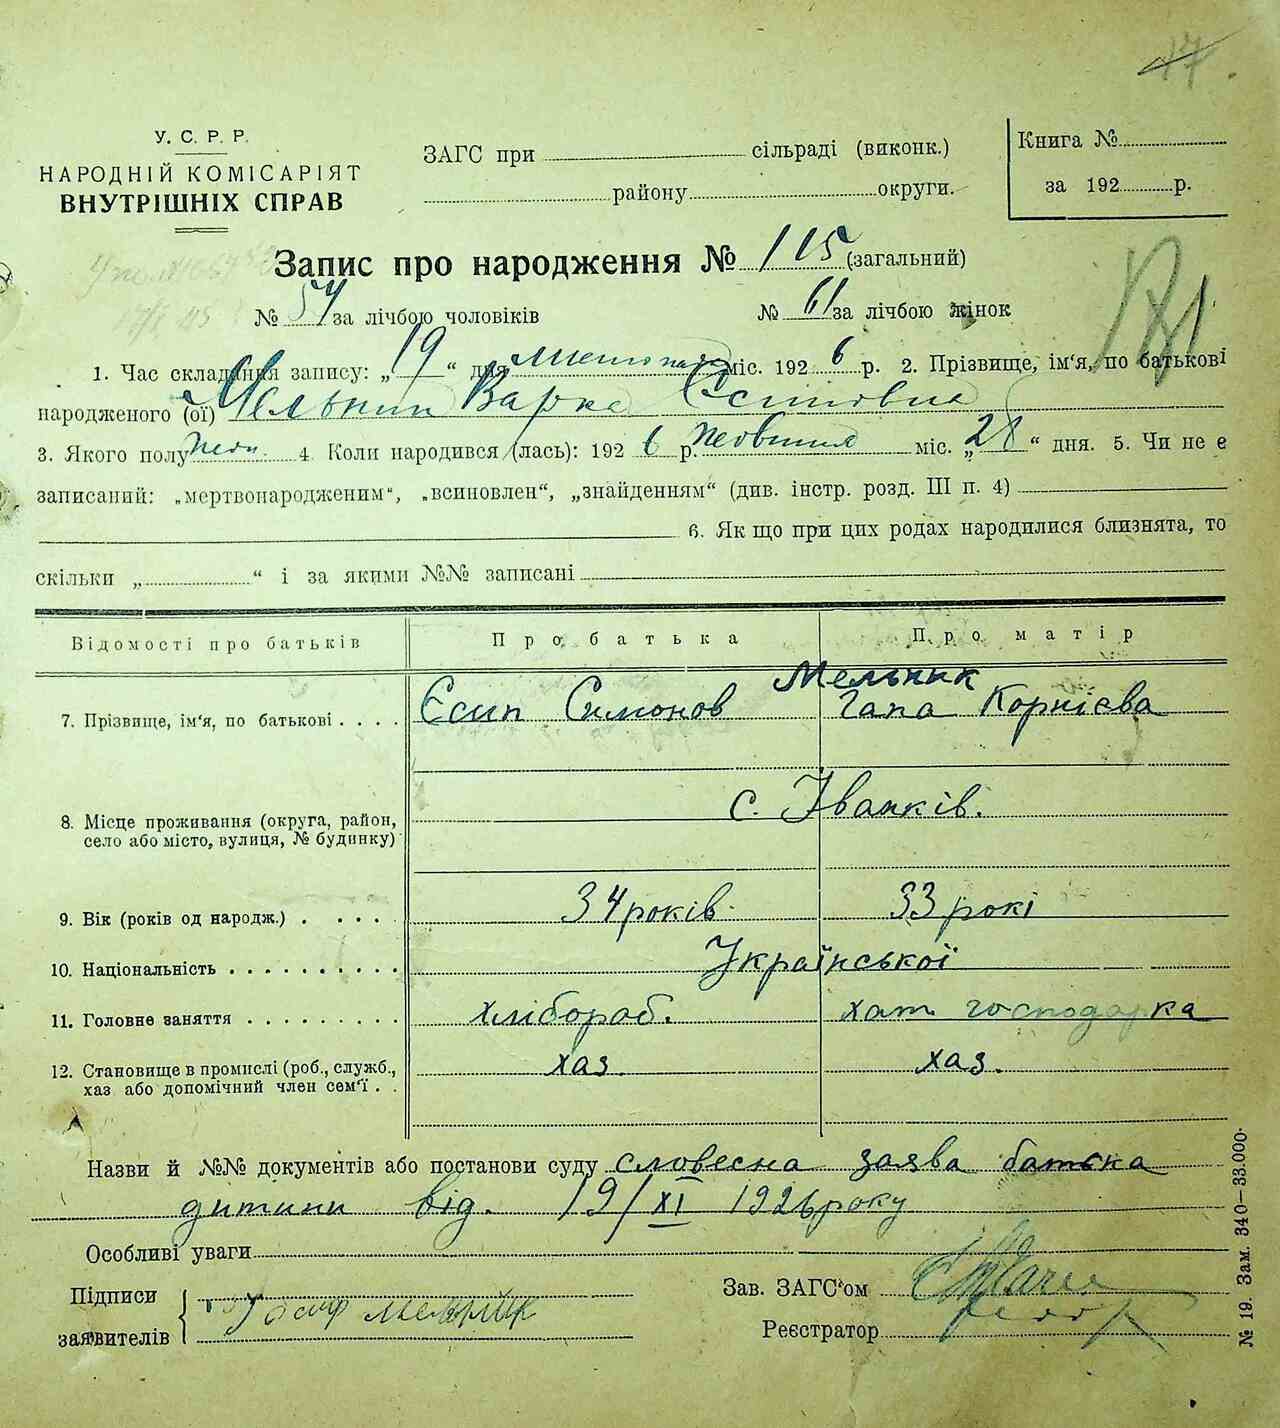 17
У. С. Р. Р.
НАРОДНІЙ КОМІСАРІЯТ
ВНУТРІШНІХ СПРАВ
ЗАГС при сільраді (виконк.)
району округи.
Книга №
за 192 р.
Запис про народження № 115 (загальний)
№ 54 за лічбою чоловіків № 61 за лічбою жінок
181
1. Час складання запису: „19“ дня листопада міс. 1926 р. 2. Прізвище, ім‘я, по батькові
народженого (ої) Мельник Варка Єсіповна
3. Якого полу жін. 4. Коли народився (лась): 1926 р. жовтня міс. „28“ дня. 5. Чи не є
записаний: „мертвонародженим“, „всиновлен“, „знайденням“ (див. інстр. розд. III п. 4)
6. Як що при цих родах народилися близнята, то
скільки „ “ і за якими №№ записані
Відомості про батьків Про батька Про матір
Мельник
7. Прізвище, ім‘я, по батькові . . . . Єсип Симонов Гапа Корнієва
8. Місце проживання (округа, район,
село або місто, вулиця, № будинку)
с. Іванків.
9. Вік (років од народж.) . . . . 34 років. 33 рокі
10. Національність . . . . . . . . . . Української
11. Головне заняття . . . . . . . . . хлібораб. хат. господарка
12. Становище в промислі (роб., служб.,
хаз або допомічний член сем‘ї . .
хаз. хаз.
Назви й №№ документів або постанови суду словесна заява батька
дитини від. 19/XI 1926 року
Особливі уваги
Підписи
заявителів
Йосиф мельник
Зав. ЗАГС‘ом
Реєстратор
№ 19. Зам. 340—33.000.